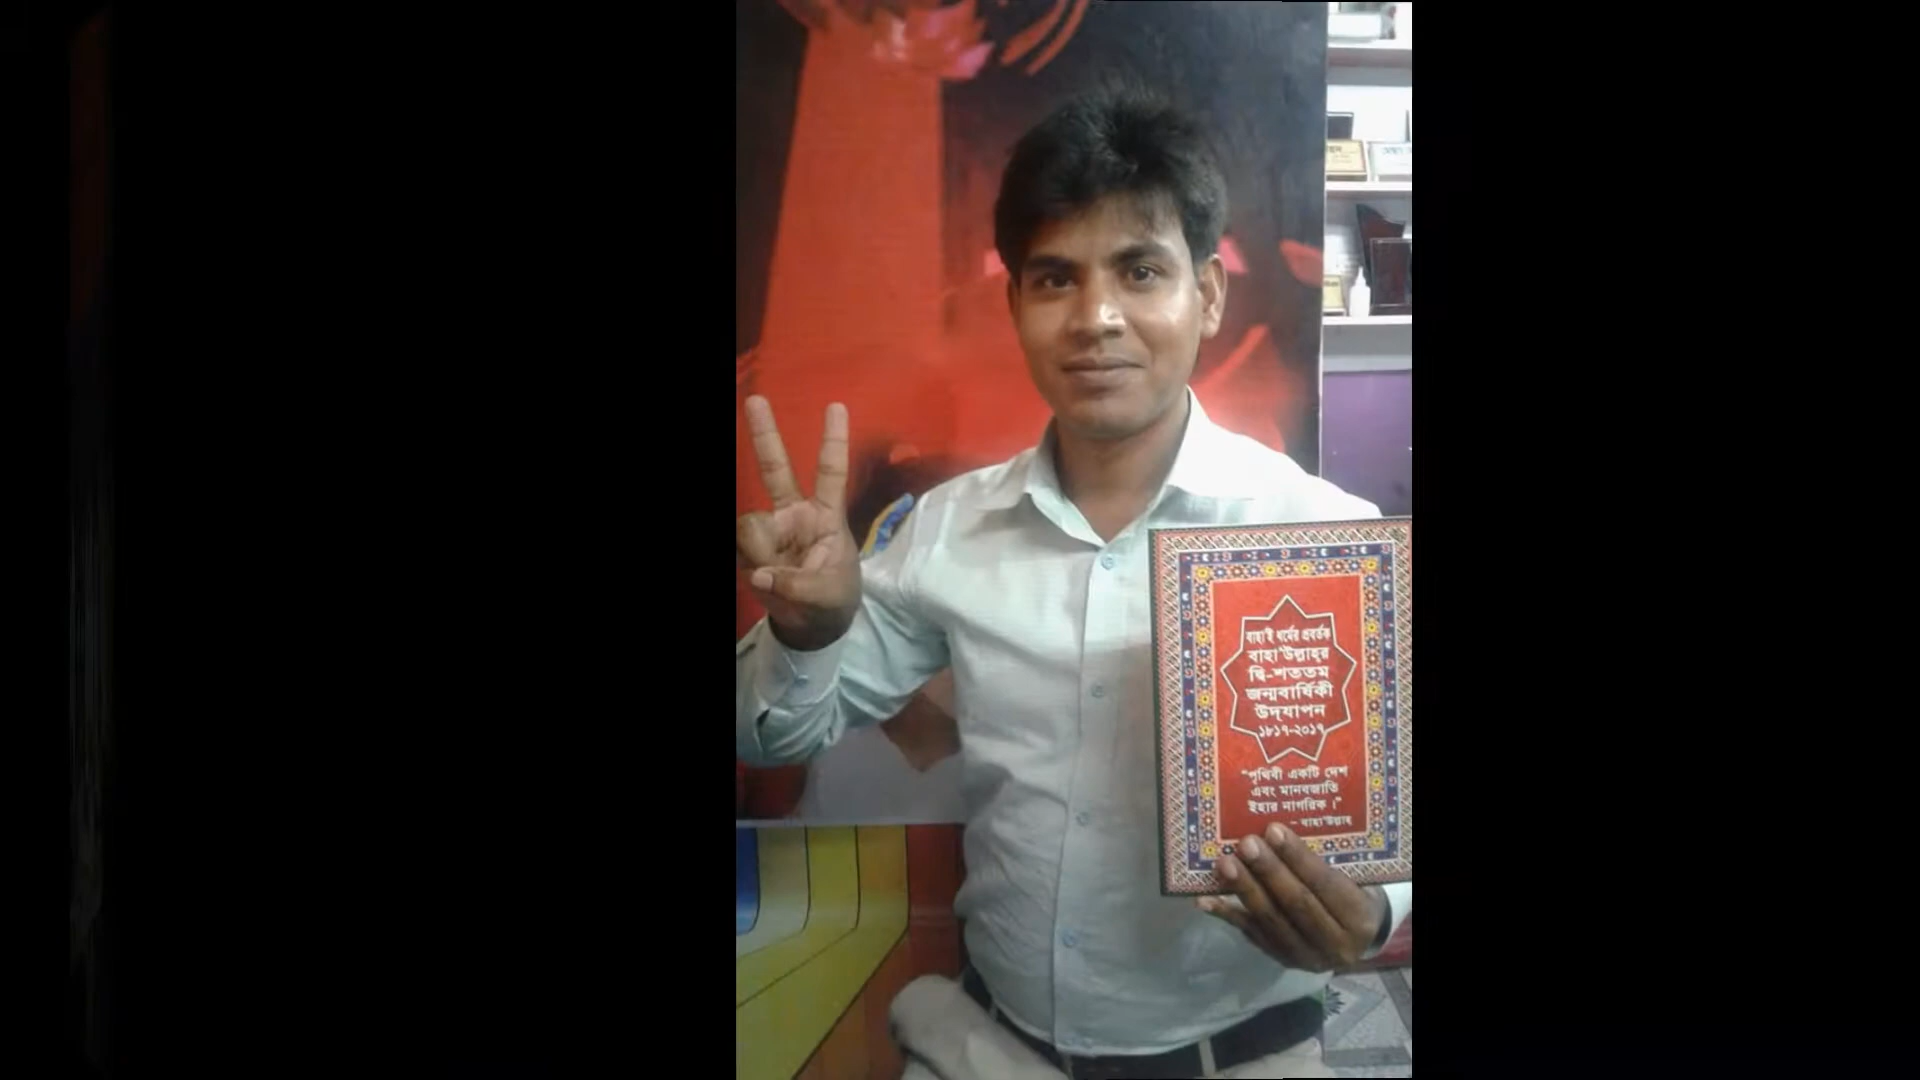 বাহা'ই ধর্মের প্রবর্তক
বাহা'উল্লাহ্‌র
দ্বি-শততম
জন্মবার্ষিকী
উদ্‌যাপন
১৮১৭-২০১৭
"পৃথিবী একটি দেশ
এবং মানবজাতি
ইহার নাগরিক।"
- বাহা'উল্লাহ